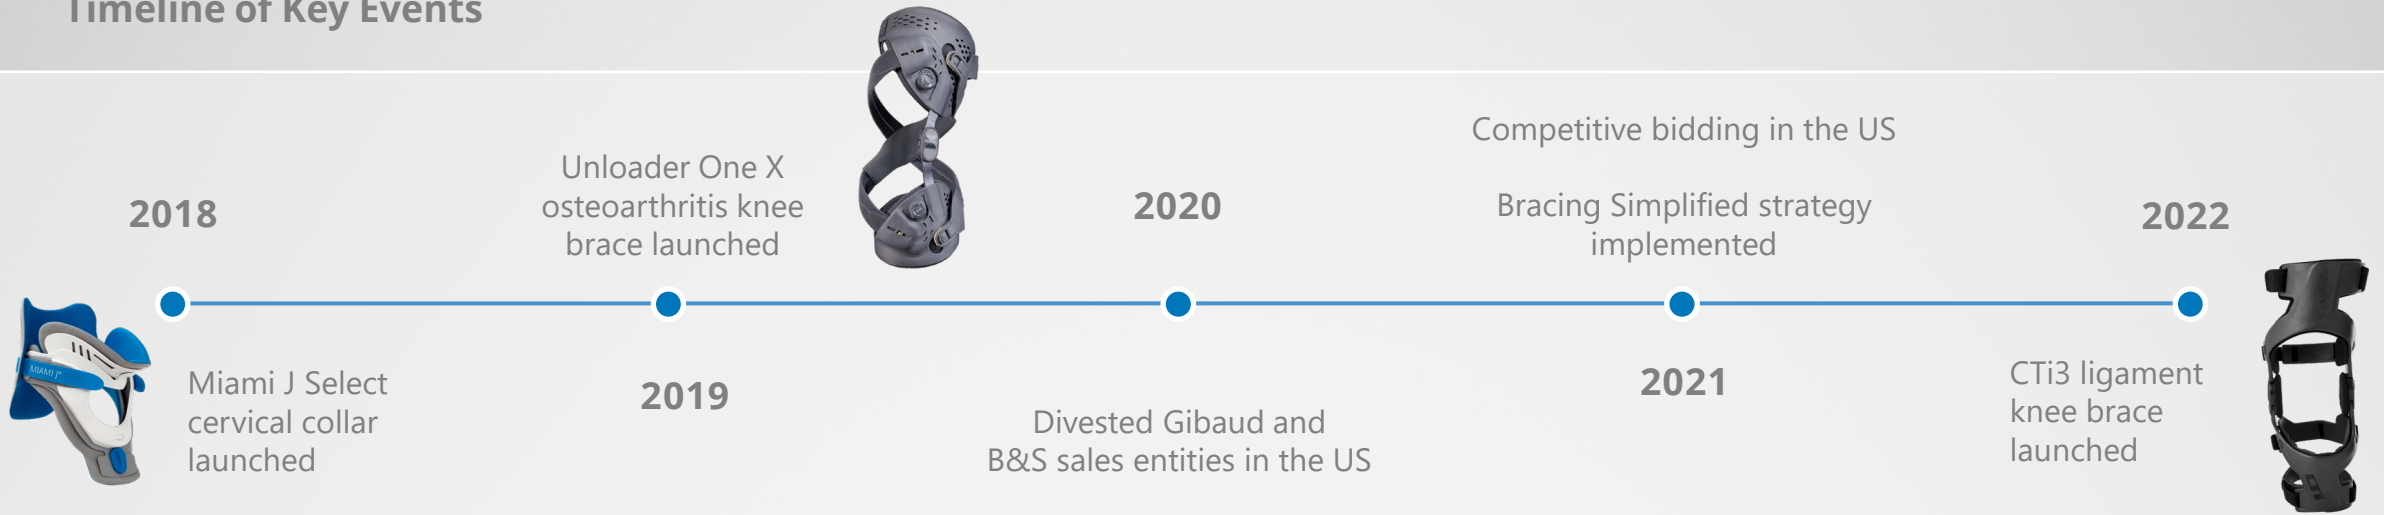 Timeline of Key Events
2018
Miami J Select
cervical collar
launched
MIAMI J®
Unloader One X
osteoarthritis knee
brace launched
2019
2020
Divested Gibaud and
B&S sales entities in the US
Competitive bidding in the US
Bracing Simplified strategy
implemented
2021
2022
CTi3 ligament
knee brace
launched